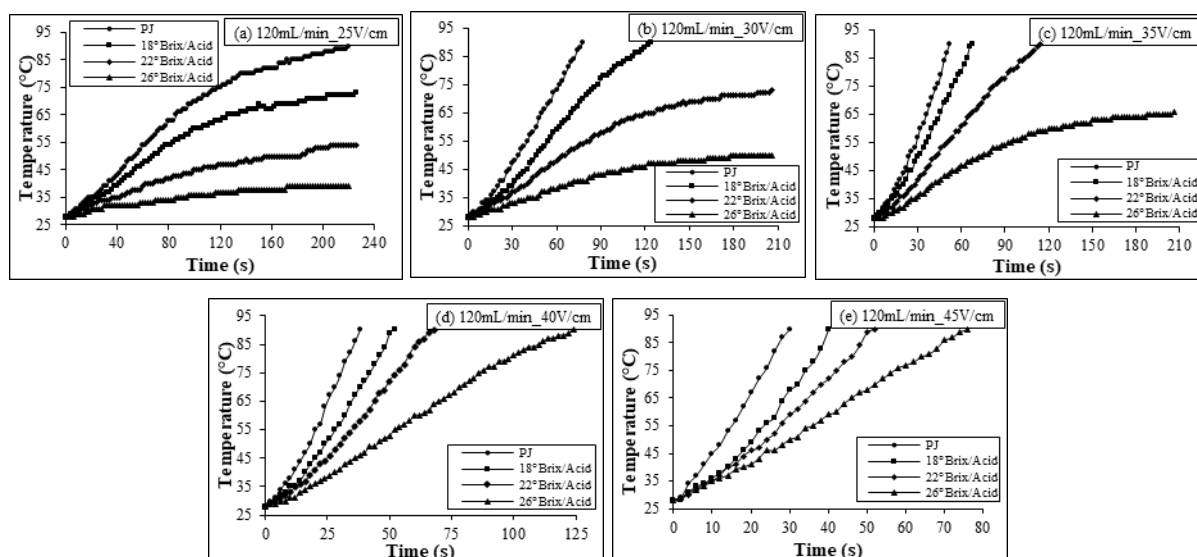 (a) 120mL/min_25V/cm
PJ
18°Brix/Acid
22°Brix/Acid
26°Brix/Acid
Temperature (°C)
95
85
75
65
55
45
35
25
0 40 80 120 160 200 240
Time (s)
(b) 120mL/min_30V/cm
Temperature (°C)
95
85
75
65
55
45
35
25
PJ
18°Brix/Acid
22°Brix/Acid
26°Brix/Acid
0 30 60 90 120 150 180 210
Time (s)
(c) 120mL/min_35V/cm
Temperature (°C)
95
85
75
65
55
45
35
25
PJ
18°Brix/Acid
22°Brix/Acid
26°Brix/Acid
0 30 60 90 120 150 180 210
Time (s)
(d) 120mL/min_40V/cm
Temperature (°C)
95
85
75
65
55
45
35
25
PJ
18°Brix/Acid
22°Brix/Acid
26°Brix/Acid
0 25 50 75 100 125
Time (s)
(e) 120mL/min_45V/cm
Temperature (°C)
95
85
75
65
55
45
35
25
PJ
18°Brix/Acid
22°Brix/Acid
26°Brix/Acid
0 10 20 30 40 50 60 70 80
Time (s)